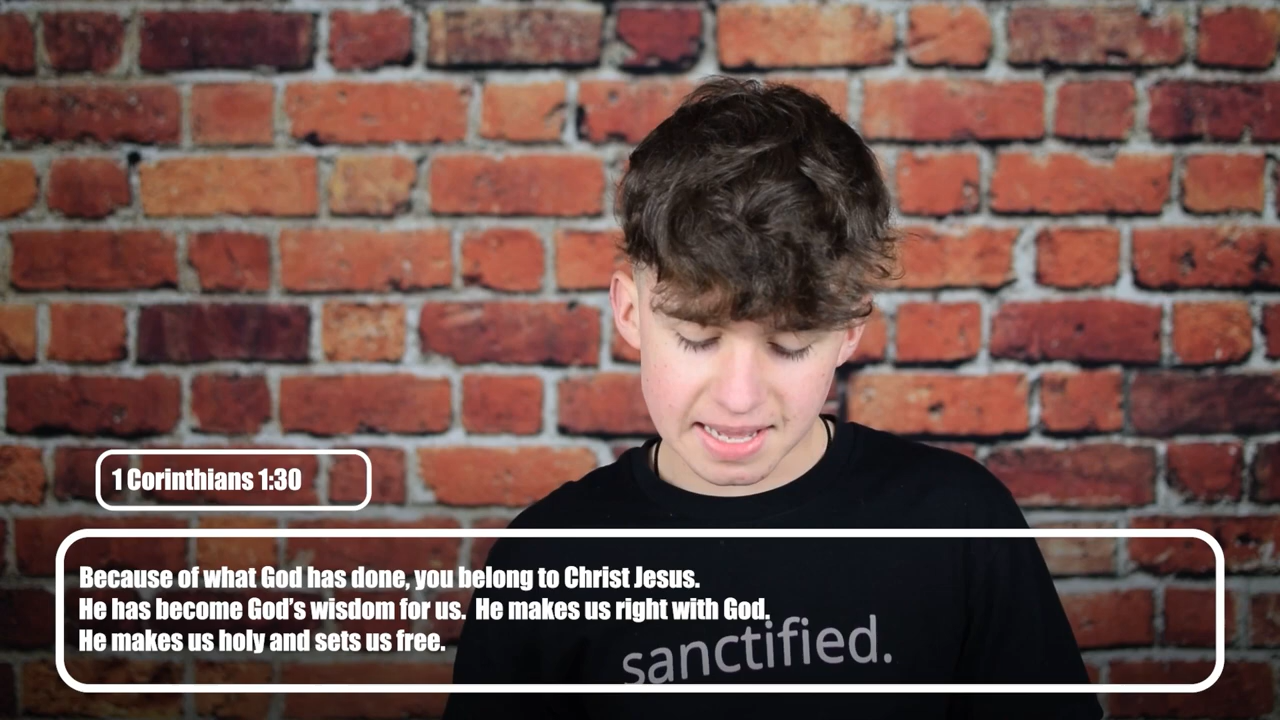 1 Corinthians 1:30
Because of what God has done, you belong to Christ Jesus.
He has become God’s wisdom for us.  He makes us right with God.
He makes us holy and sets us free.
sanctified.